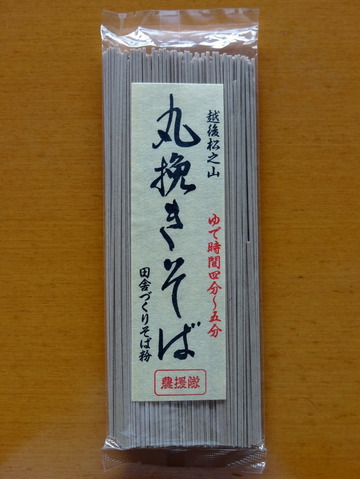 越後松之山
丸挽きそば
ゆで時間四分～五分
田舎づくりそば粉
農援隊